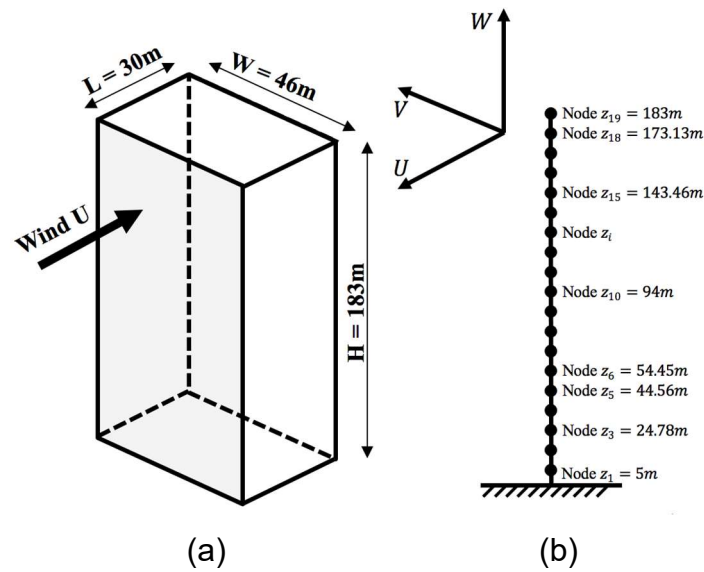 L = 30m
W = 46m
Wind U
H = 183m
(a)
W
V
U
Node z₁₉ = 183m
Node z₁₈ = 173.13m
Node z₁₅ = 143.46m
Node zᵢ
Node z₁₀ = 94m
Node z₆ = 54.45m
Node z₅ = 44.56m
Node z₃ = 24.78m
Node z₁ = 5m
(b)